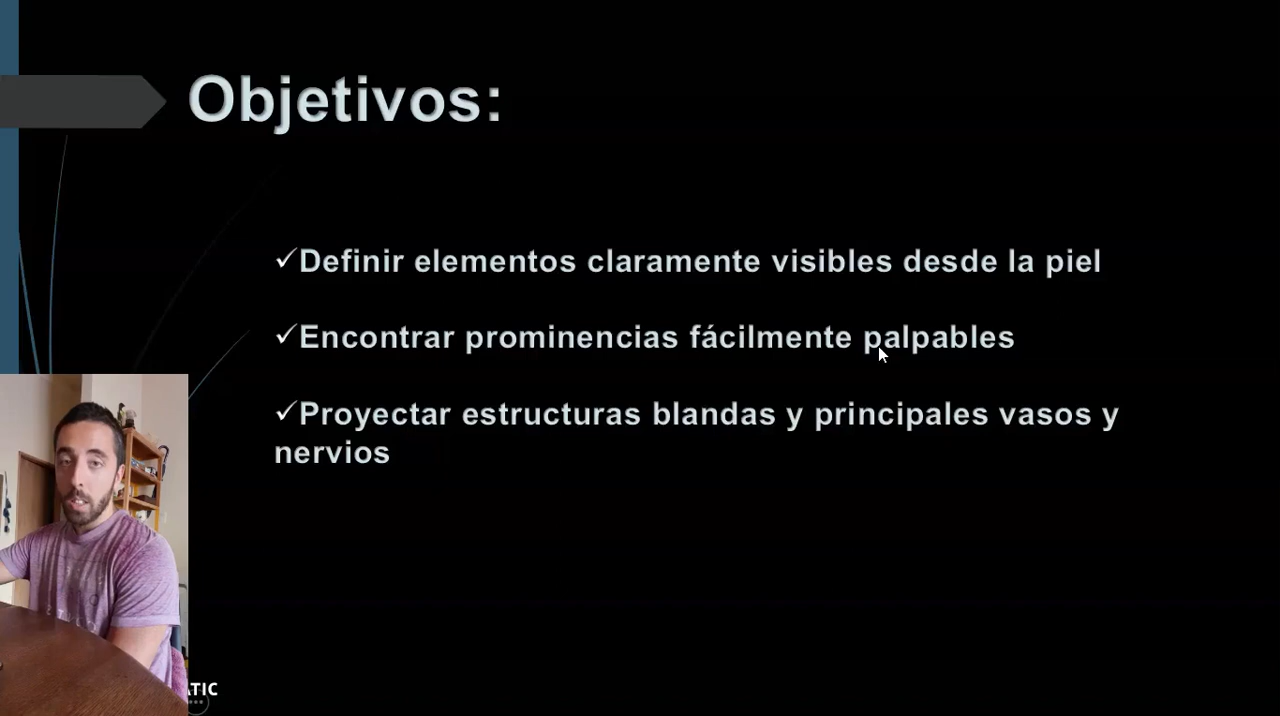 Objetivos:
✓Definir elementos claramente visibles desde la piel
✓Encontrar prominencias fácilmente palpables
✓Proyectar estructuras blandas y principales vasos y
nervios